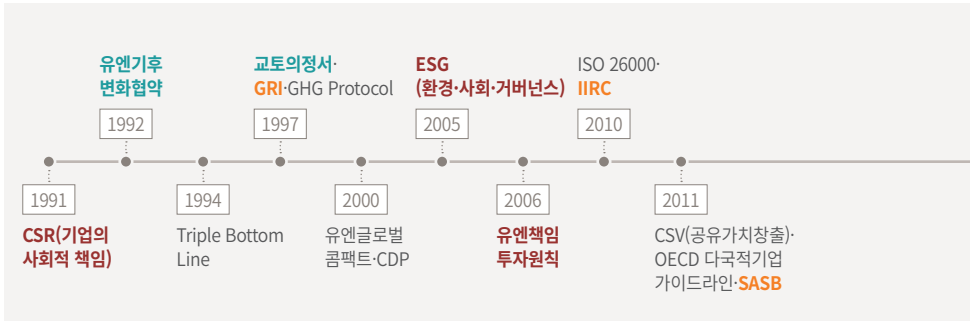 유엔기후
변화협약
1992
교토의정서·
GRI·GHG Protocol
1997
ESG
(환경·사회·거버넌스)
2005
ISO 26000·
IIRC
2010
1991
CSR(기업의
사회적 책임)
1994
Triple Bottom
Line
2000
유엔글로벌
콤팩트·CDP
2006
유엔책임
투자원칙
2011
CSV(공유가치창출)·
OECD 다국적기업
가이드라인·SASB